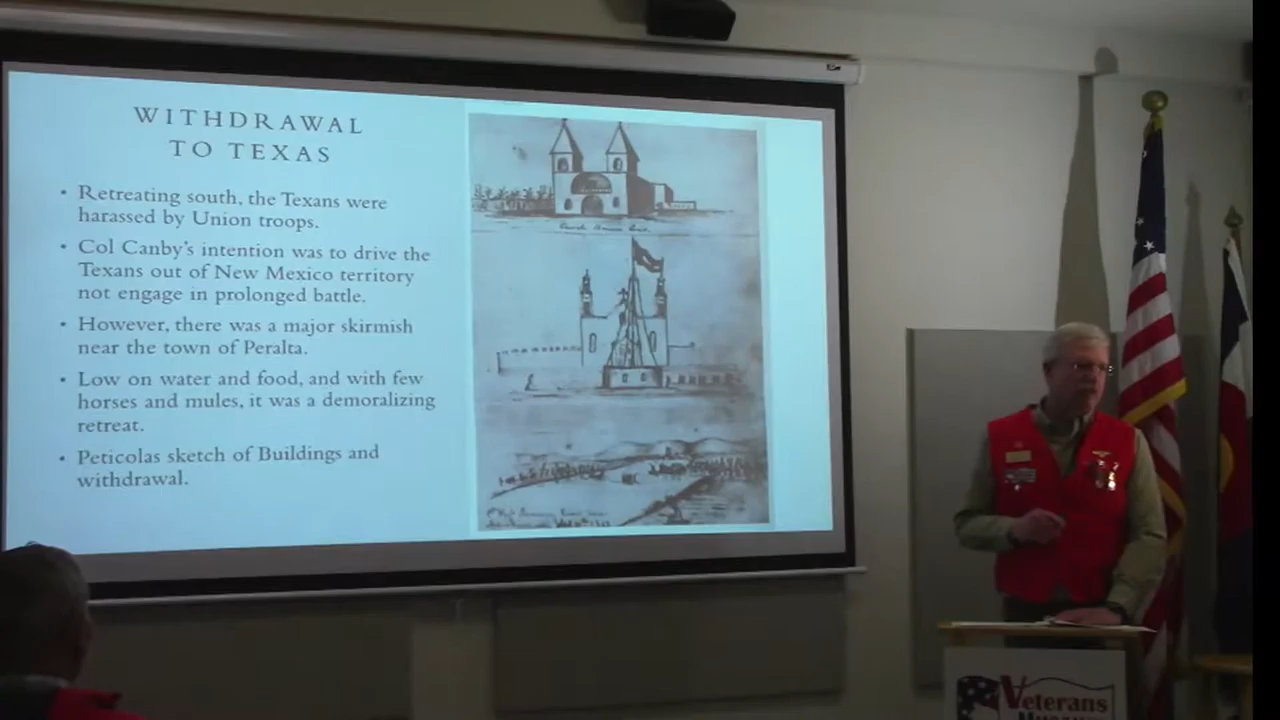 WITHDRAWAL
TO TEXAS
• Retreating south, the Texans were
harassed by Union troops.
• Col Canby's intention was to drive the
Texans out of New Mexico territory
not engage in prolonged battle.
• However, there was a major skirmish
near the town of Peralta.
• Low on water and food, and with few
horses and mules, it was a demoralizing
retreat.
• Peticolas sketch of Buildings and
withdrawal.
Veterans